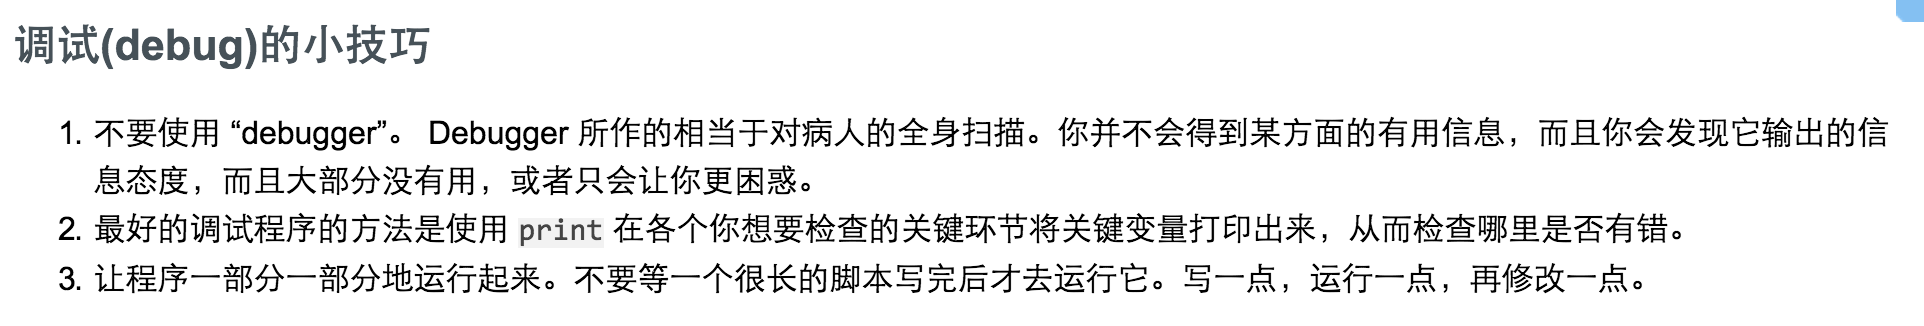 调试(debug)的小技巧
1. 不要使用 “debugger”。 Debugger 所作的相当于对病人的全身扫描。你并不会得到某方面的有用信息，而且你会发现它输出的信
息态度，而且大部分没有用，或者只会让你更困惑。
2. 最好的调试程序的方法是使用 print 在各个你想要检查的关键环节将关键变量打印出来，从而检查哪里是否有错。
3. 让程序一部分一部分地运行起来。不要等一个很长的脚本写完后才去运行它。写一点，运行一点，再修改一点。